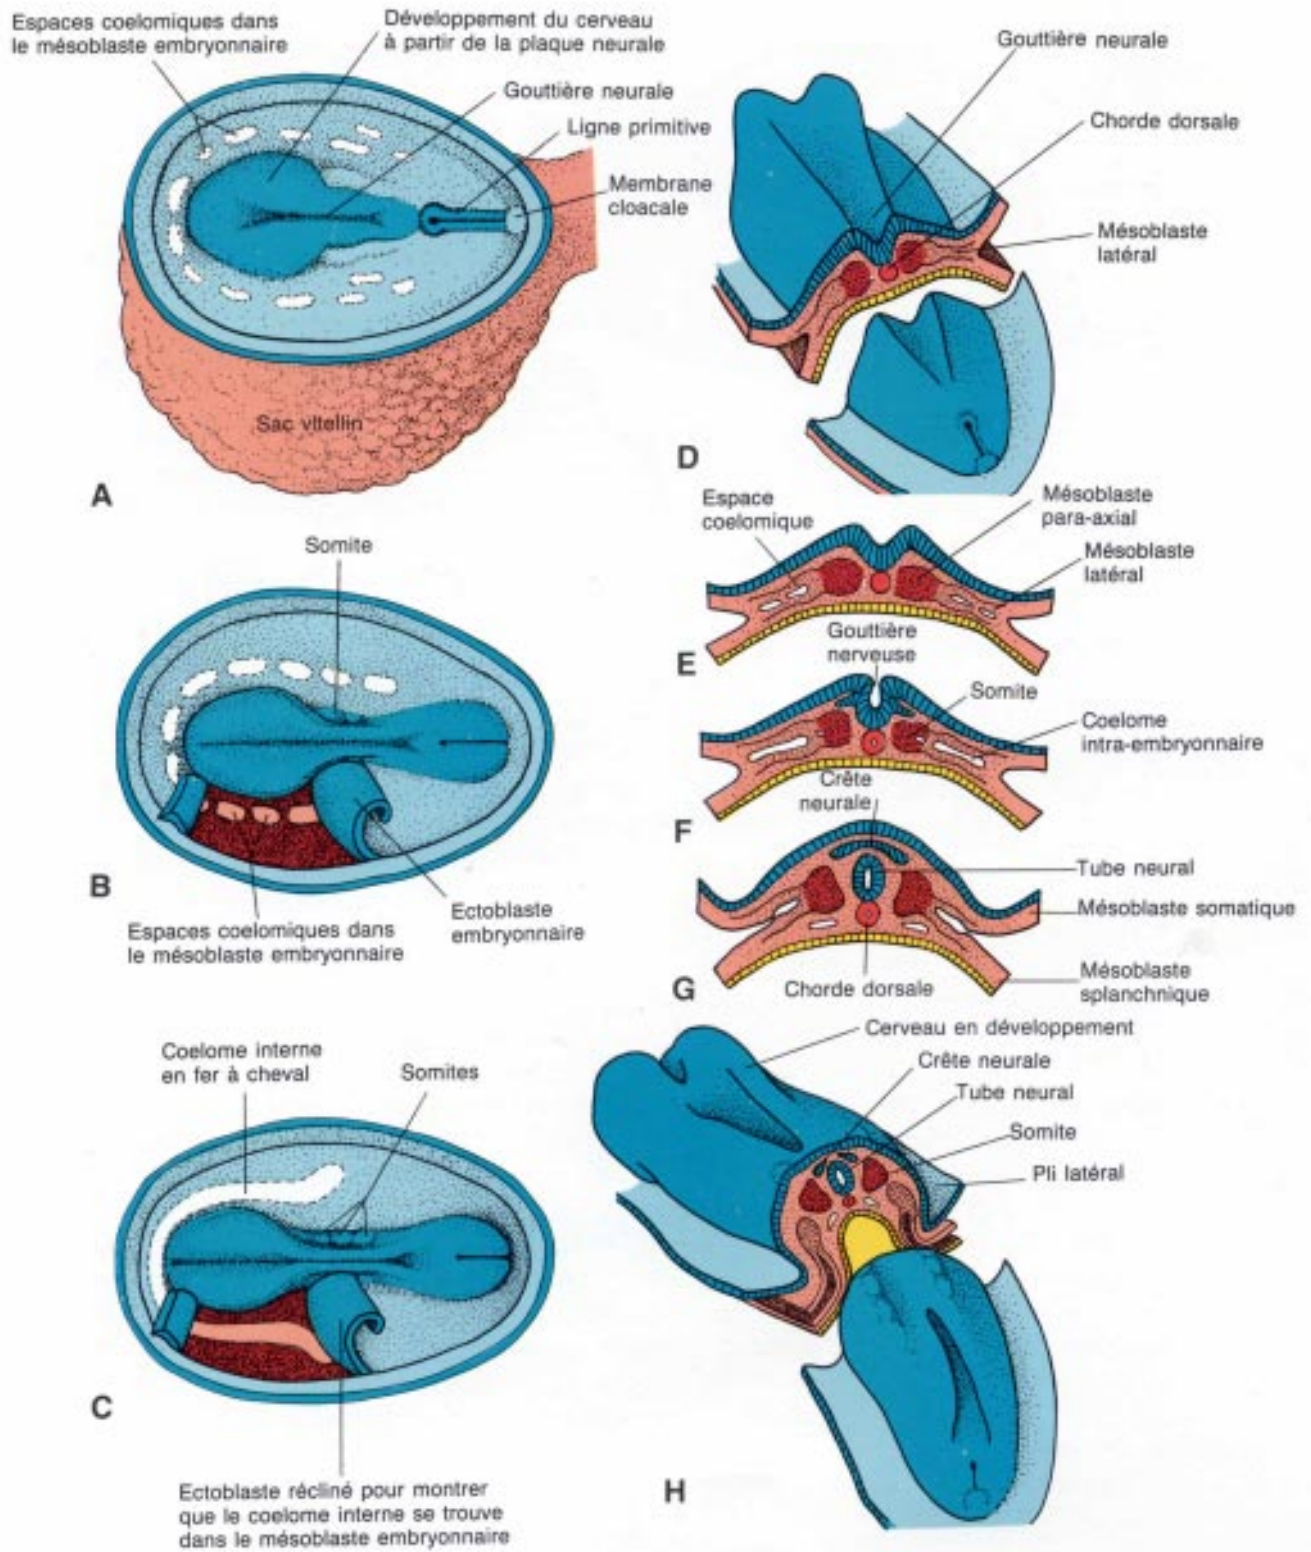 Espaces coelomiques dans
le mésoblaste embryonnaire
Développement du cerveau
à partir de la plaque neurale
Gouttière neurale
Ligne primitive
Membrane
cloacale
Sac vitellin
A
Somite
B
Espaces coelomiques dans
le mésoblaste embryonnaire
Ectoblaste
embryonnaire
Coelome interne
en fer à cheval
Somites
C
Ectoblaste récliné pour montrer
que le coelome interne se trouve
dans le mésoblaste embryonnaire
Gouttière neurale
Chorde dorsale
Mésoblaste
latéral
D
Espace
coelomique
Mésoblaste
para-axial
Mésoblaste
latéral
E
Gouttière
nerveuse
Somite
Coelome
intra-embryonnaire
F
Crête
neurale
Tube neural
Mésoblaste somatique
Mésoblaste
splanchnique
G
Chorde dorsale
Cerveau en développement
Crête neurale
Tube neural
Somite
Pli latéral
H